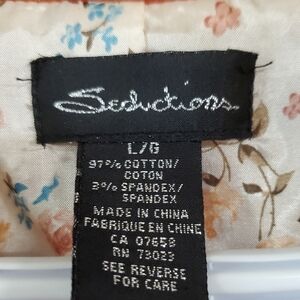 Seductions
L/G
97% COTTON/
COTON
3% SPANDEX/
SPANDEX
MADE IN CHINA
FABRIQUE EN CHINE
CA 07659
RN 73023
SEE REVERSE
FOR CARE